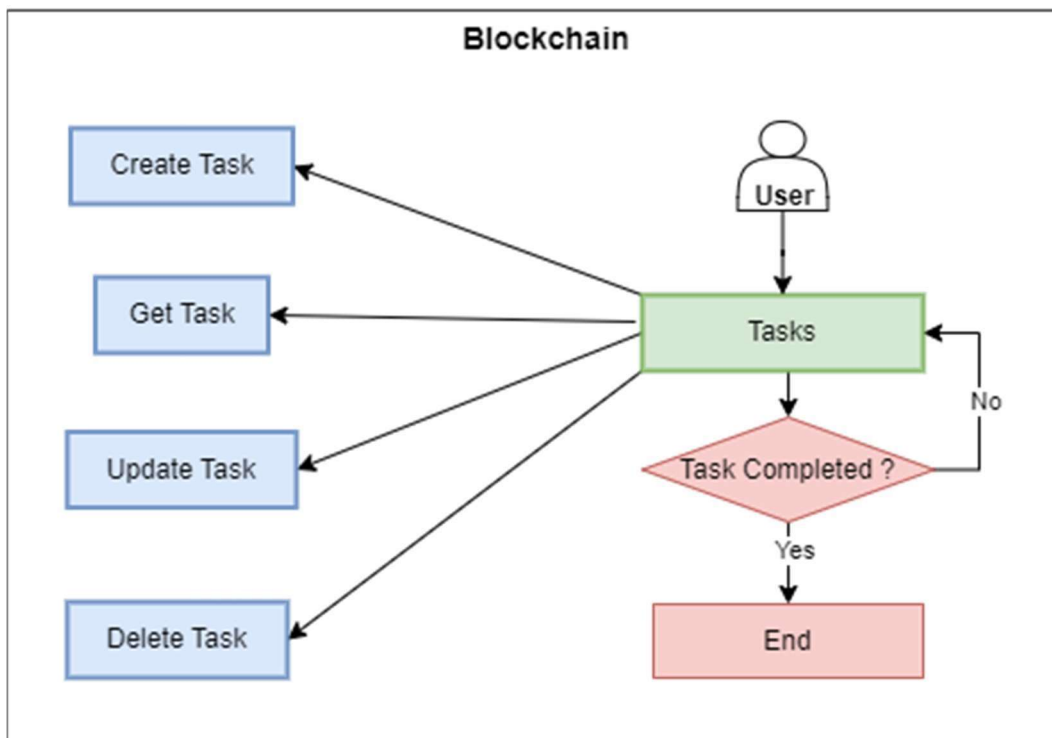 Blockchain
Create Task
User
Get Task
Tasks
No
Update Task
Task Completed ?
Yes
Delete Task
End